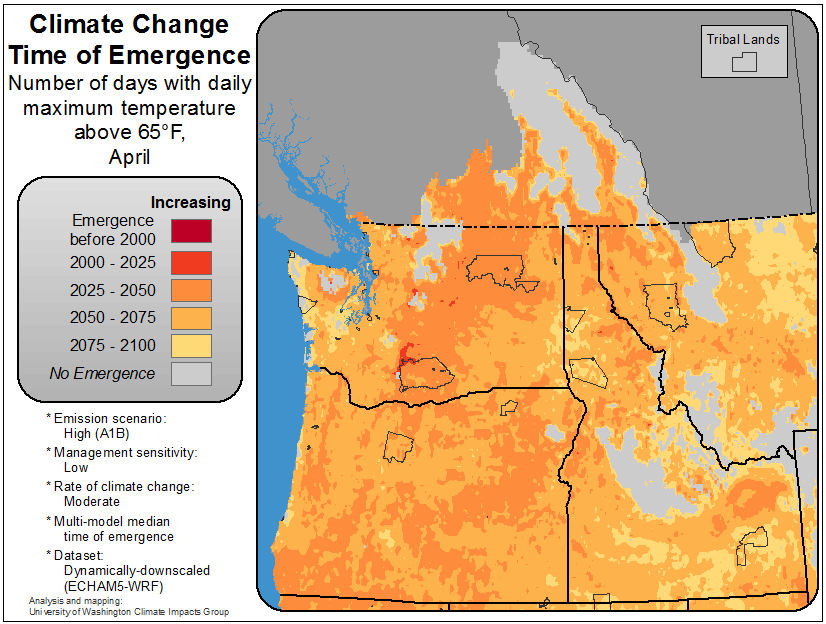 Climate Change
Time of Emergence
Number of days with daily
maximum temperature
above 65°F,
April
Increasing
Emergence
before 2000
2000 - 2025
2025 - 2050
2050 - 2075
2075 - 2100
No Emergence
* Emission scenario:
High (A1B)
* Management sensitivity:
Low
* Rate of climate change:
Moderate
* Multi-model median
time of emergence
* Dataset:
Dynamically-downscaled
(ECHAM5-WRF)
Analysis and mapping:
University of Washington Climate Impacts Group
Tribal Lands